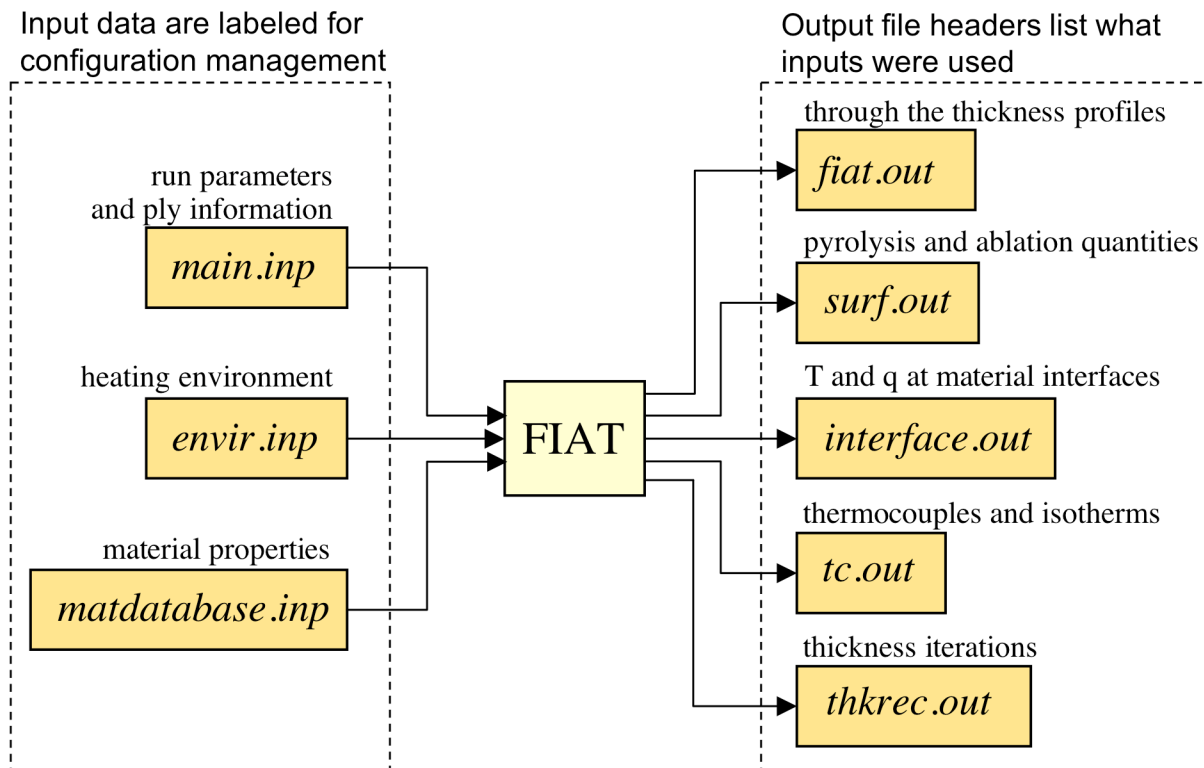 Input data are labeled for
configuration management
run parameters
and ply information
main.inp
heating environment
envir.inp
material properties
matdatabase.inp
FIAT
Output file headers list what
inputs were used
through the thickness profiles
fiat.out
pyrolysis and ablation quantities
surf.out
T and q at material interfaces
interface.out
thermocouples and isotherms
tc.out
thickness iterations
thkrec.out